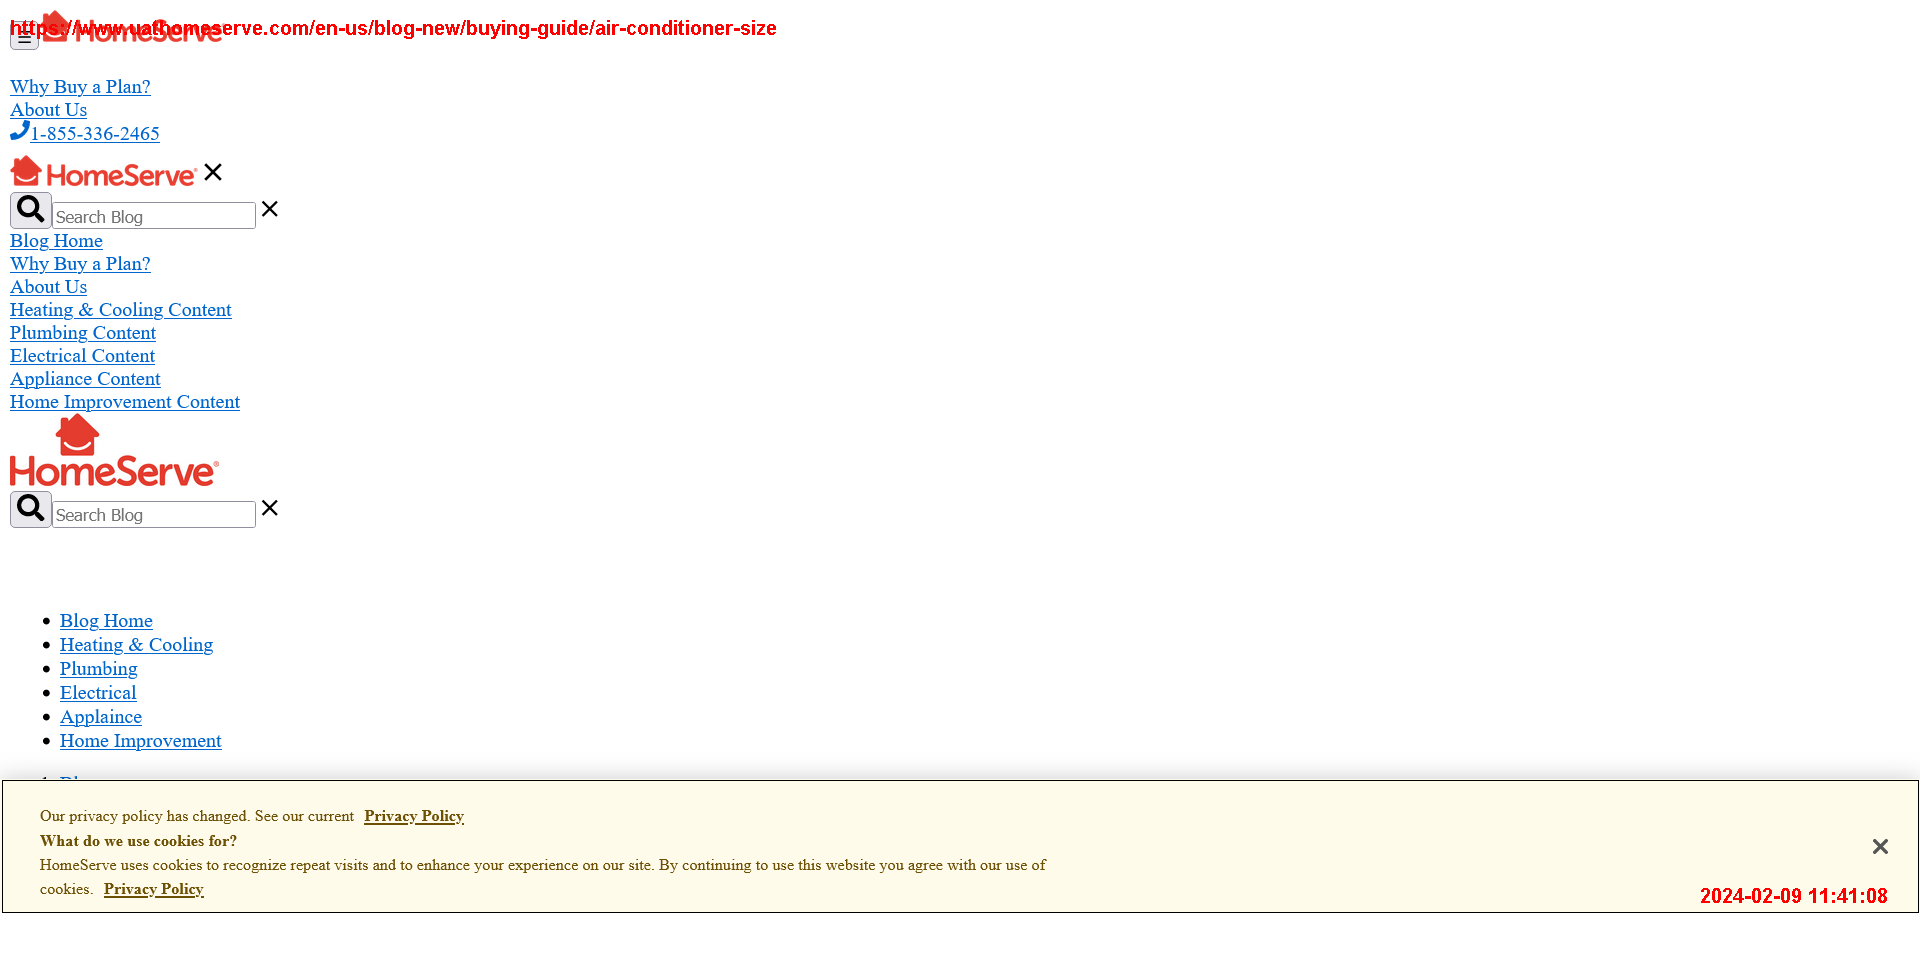 https://www.uathomeserve.com/en-us/blog-new/buying-guide/air-conditioner-size
HomeServe
Why Buy a Plan?
About Us
1-855-336-2465
HomeServe
Search Blog
Blog Home
Why Buy a Plan?
About Us
Heating & Cooling Content
Plumbing Content
Electrical Content
Appliance Content
Home Improvement Content
HomeServe®
Search Blog
Blog Home
Heating & Cooling
Plumbing
Electrical
Applaince
Home Improvement
Our privacy policy has changed. See our current Privacy Policy
What do we use cookies for?
HomeServe uses cookies to recognize repeat visits and to enhance your experience on our site. By continuing to use this website you agree with our use of
cookies. Privacy Policy
2024-02-09 11:41:08